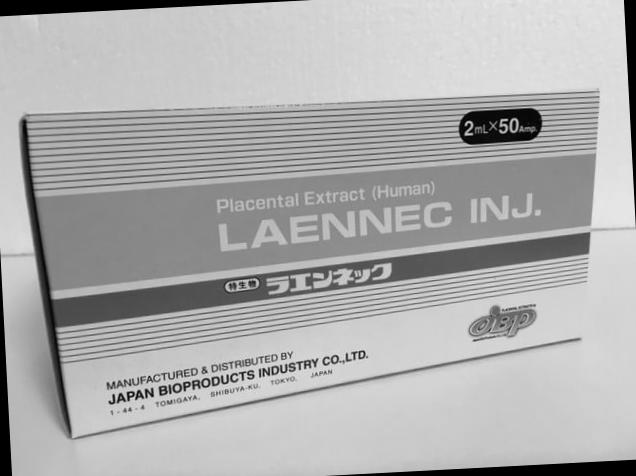 2mL×50Amp.
Placental Extract (Human)
LAENNEC INJ.
特生物 ラエンネック
JBP
MANUFACTURED & DISTRIBUTED BY
JAPAN BIOPRODUCTS INDUSTRY CO.,LTD.
1-44-4 TOMIGAYA, SHIBUYA-KU, TOKYO, JAPAN